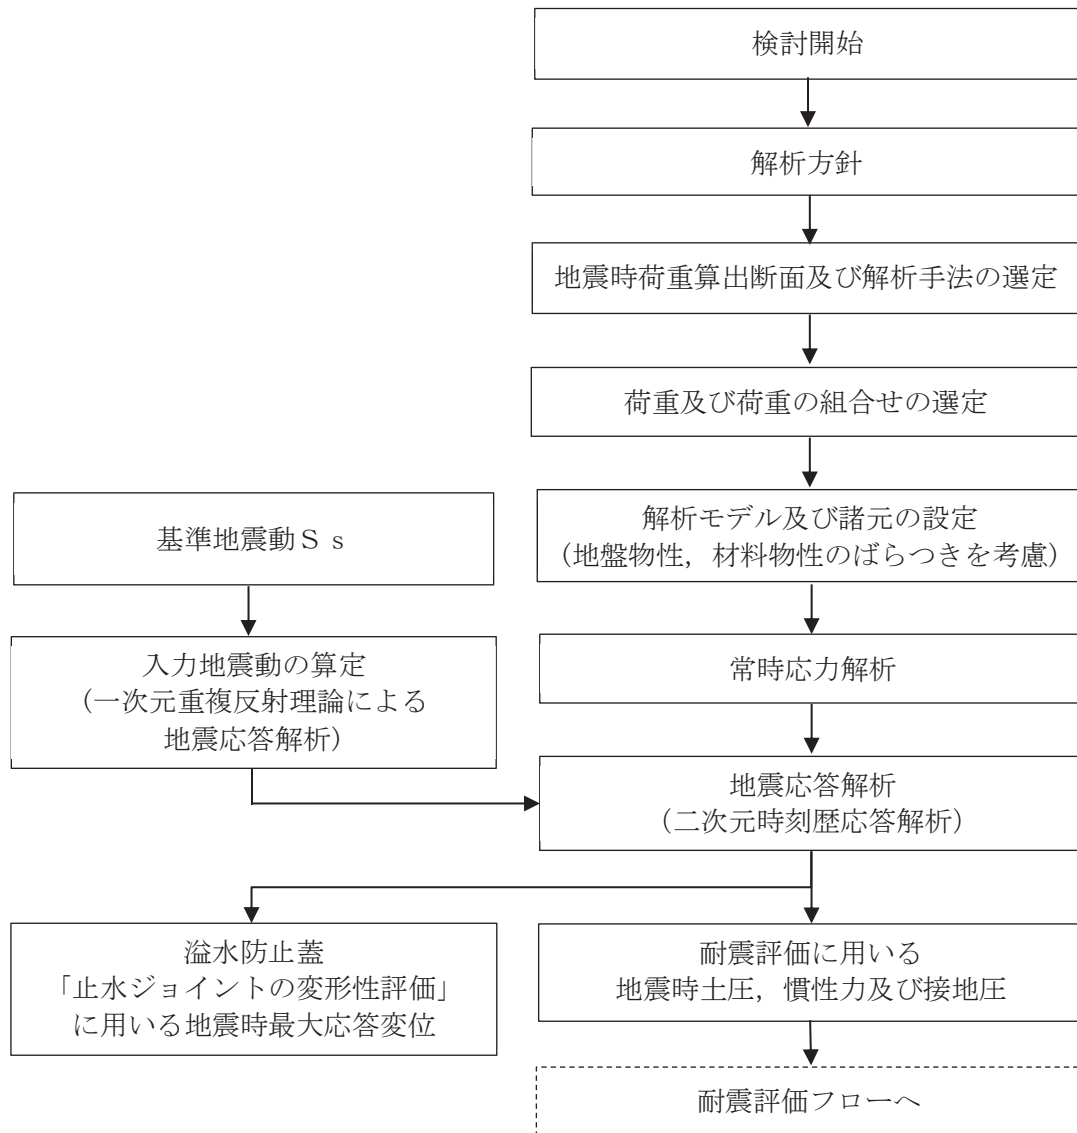 検討開始
解析方針
地震時荷重算出断面及び解析手法の選定
荷重及び荷重の組合せの選定
解析モデル及び諸元の設定
(地盤物性，材料物性のばらつきを考慮)
基準地震動Ｓｓ
入力地震動の算定
(一次元重複反射理論による
地震応答解析)
常時応力解析
地震応答解析
(二次元時刻歴応答解析)
溢水防止蓋
「止水ジョイントの変形性評価」
に用いる地震時最大応答変位
耐震評価に用いる
地震時土圧，慣性力及び接地圧
耐震評価フローへ